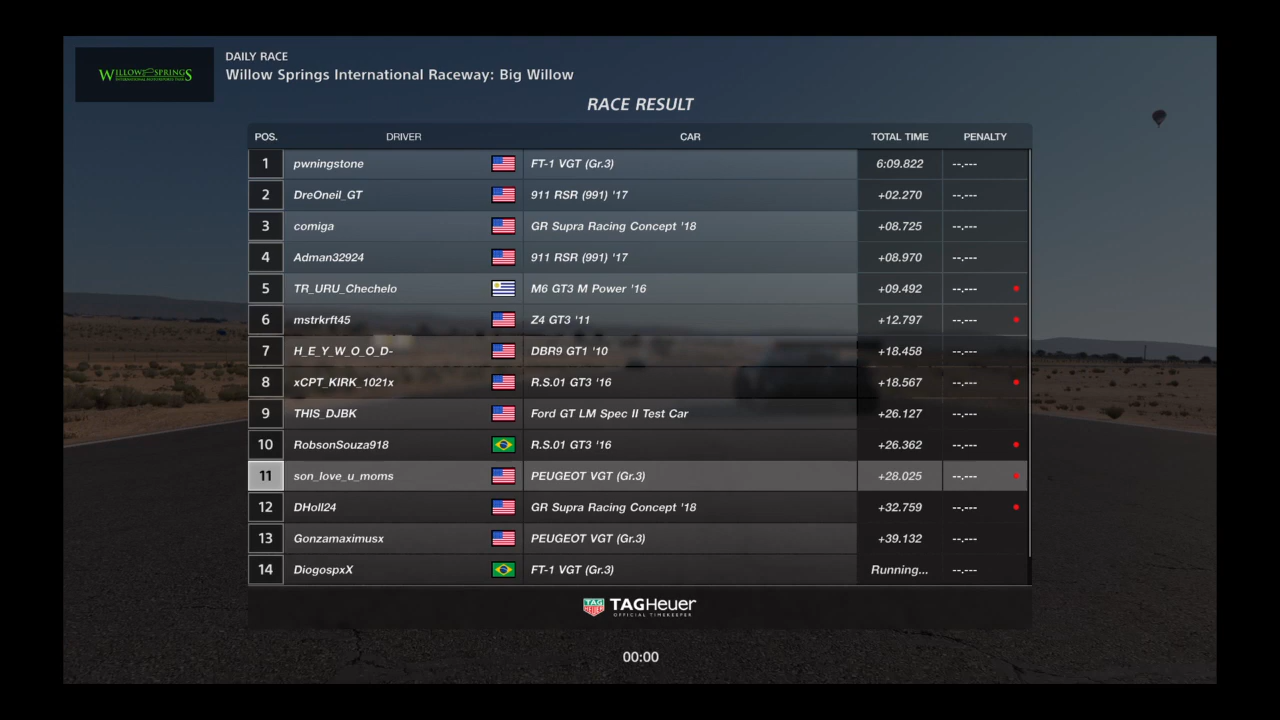 WILLOW SPRINGS
INTERNATIONAL MOTORSPORTS PARK
DAILY RACE
Willow Springs International Raceway: Big Willow
RACE RESULT
POS. DRIVER CAR TOTAL TIME PENALTY
1 pwningstone FT-1 VGT (Gr.3) 6:09.822 --.---
2 DreOneil_GT 911 RSR (991) '17 +02.270 --.---
3 comiga GR Supra Racing Concept '18 +08.725 --.---
4 Adman32924 911 RSR (991) '17 +08.970 --.---
5 TR_URU_Chechelo M6 GT3 M Power '16 +09.492 --.---
6 mstrkrft45 Z4 GT3 '11 +12.797 --.---
7 H_E_Y_W_O_O_D- DBR9 GT1 '10 +18.458 --.---
8 xCPT_KIRK_1021x R.S.01 GT3 '16 +18.567 --.---
9 THIS_DJBK Ford GT LM Spec II Test Car +26.127 --.---
10 RobsonSouza918 R.S.01 GT3 '16 +26.362 --.---
11 son_love_u_moms PEUGEOT VGT (Gr.3) +28.025 --.---
12 DHoll24 GR Supra Racing Concept '18 +32.759 --.---
13 Gonzamaximusx PEUGEOT VGT (Gr.3) +39.132 --.---
14 DiogospxX FT-1 VGT (Gr.3) Running... --.---
TAG HEUER TAGHeuer
OFFICIAL TIMEKEEPER
00:00